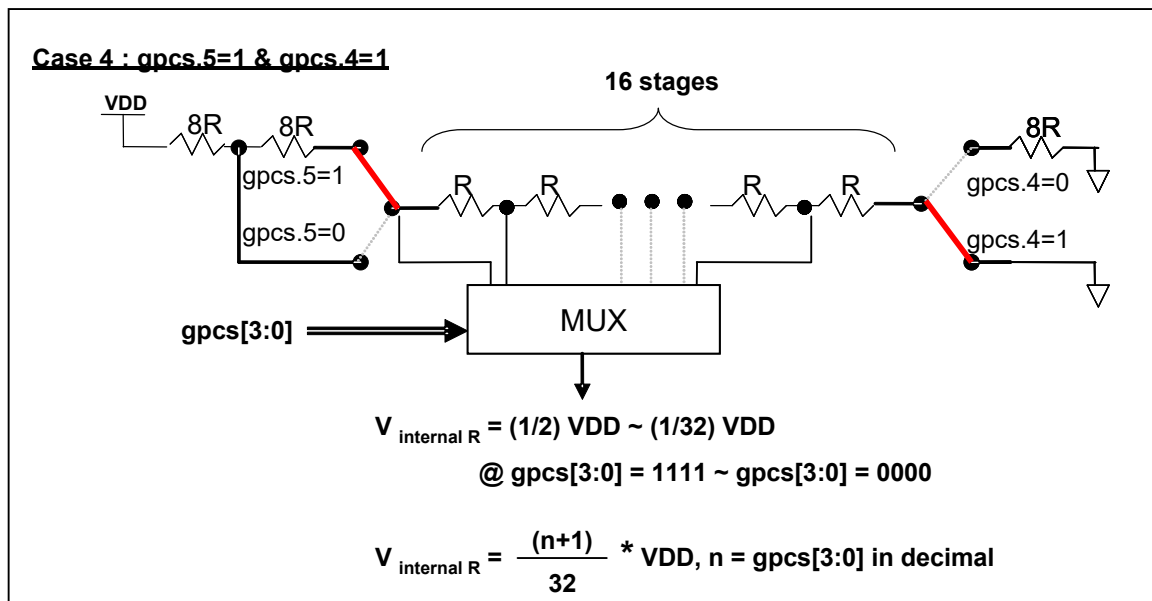 Case 4 : gpcs.5=1 & gpcs.4=1
16 stages
VDD
8R 8R
8R
gpcs.5=1
R R R R
gpcs.4=0
gpcs.5=0
gpcs.4=1
MUX
gpcs[3:0]
V internal R = (1/2) VDD ~ (1/32) VDD
@ gpcs[3:0] = 1111 ~ gpcs[3:0] = 0000
V internal R = (n+1) / 32 * VDD, n = gpcs[3:0] in decimal